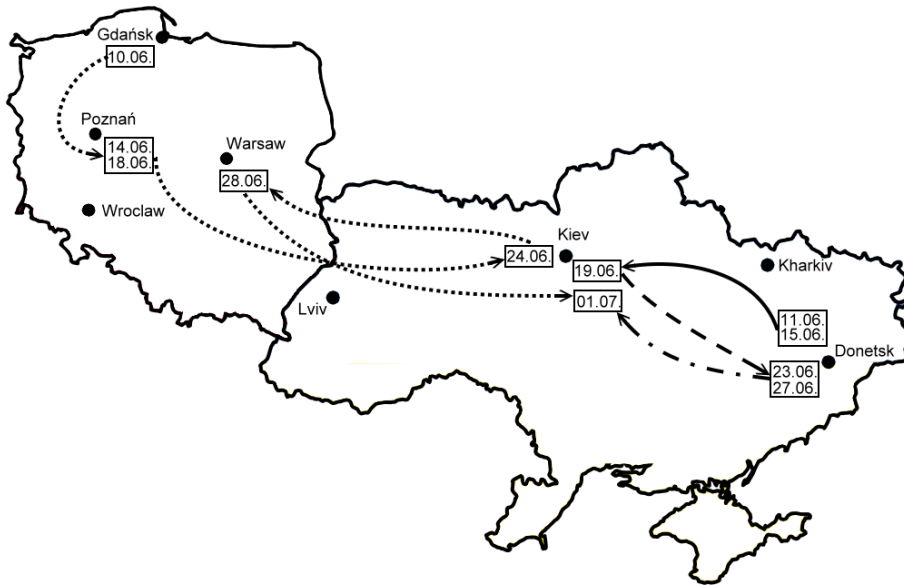 Gdańsk
10.06.
Poznań
14.06.
18.06.
Warsaw
28.06.
Wroclaw
Kiev
24.06.
19.06.
01.07.
Kharkiv
Lviv
11.06.
15.06.
Donetsk
23.06.
27.06.